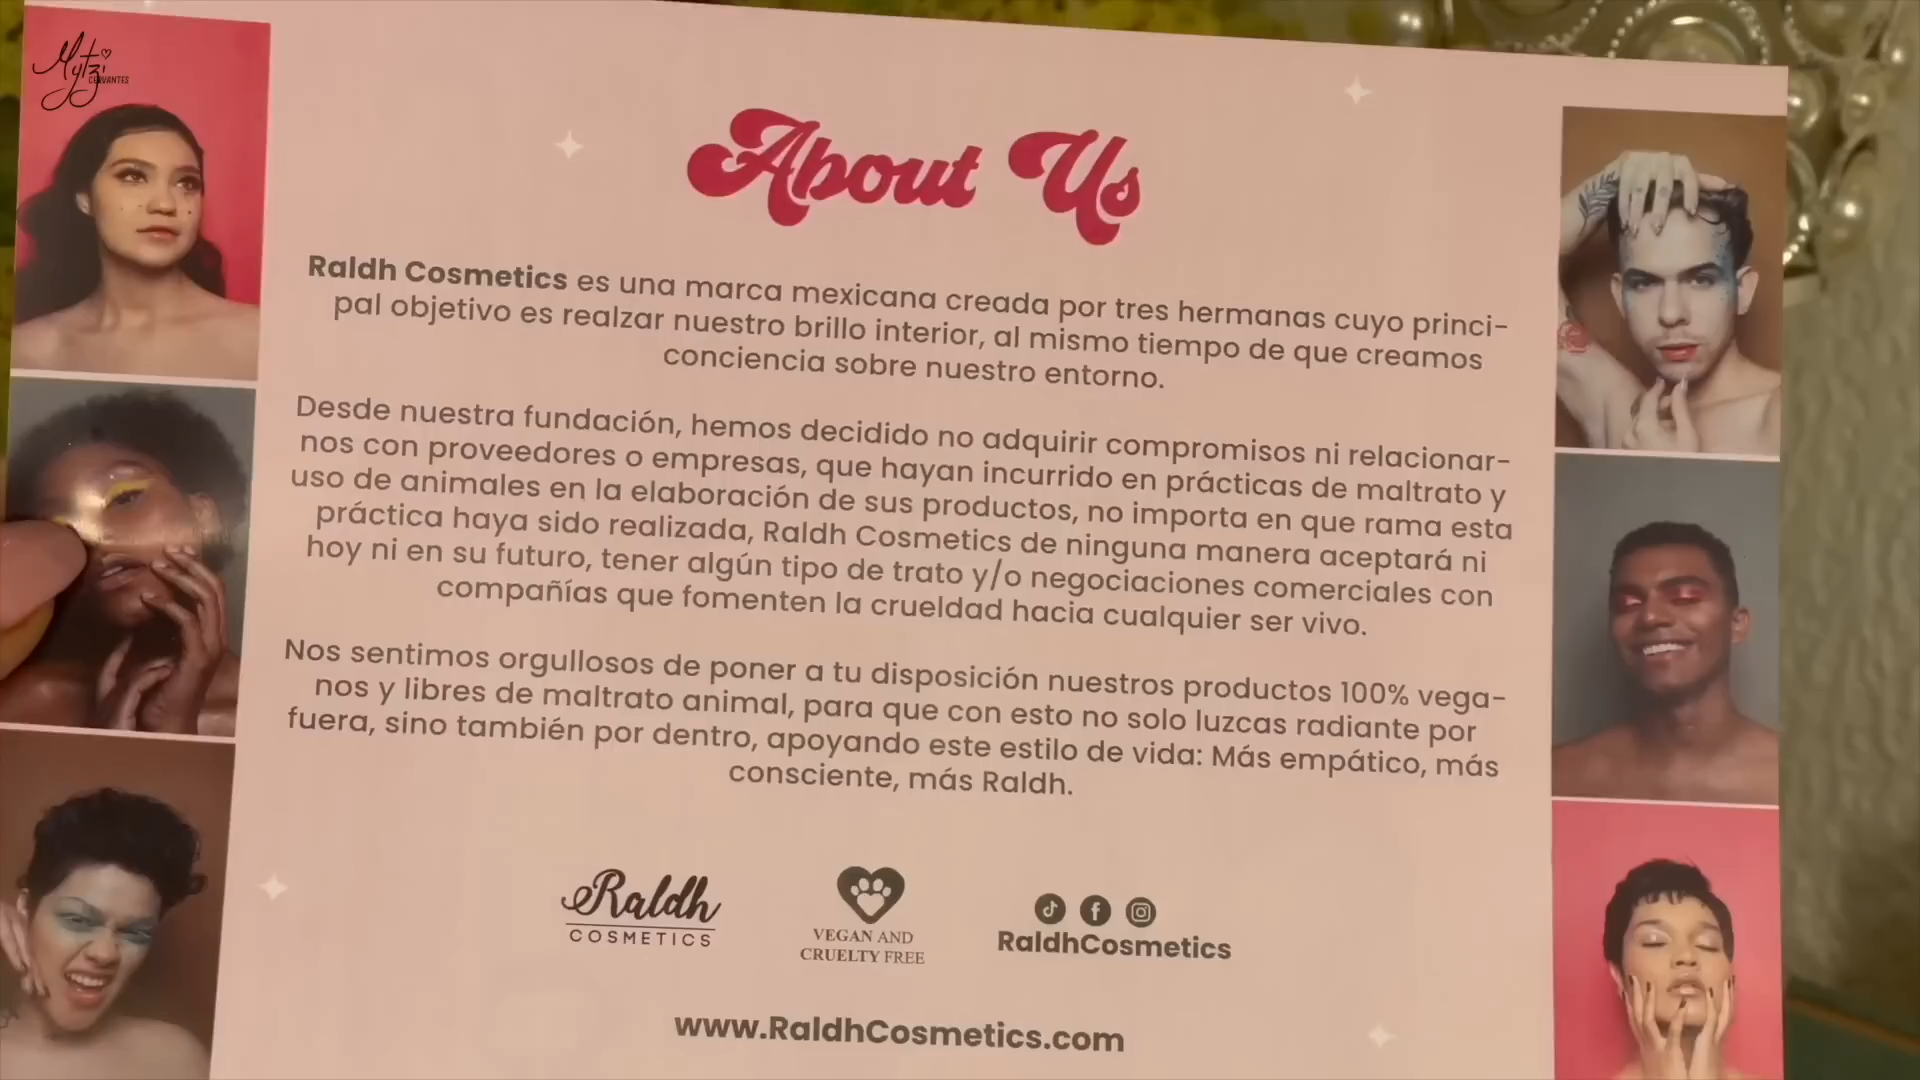 Mytzi
CERVANTES
About Us
Raldh Cosmetics es una marca mexicana creada por tres hermanas cuyo princi-
pal objetivo es realzar nuestro brillo interior, al mismo tiempo de que creamos
conciencia sobre nuestro entorno.
Desde nuestra fundación, hemos decidido no adquirir compromisos ni relacionar-
nos con proveedores o empresas, que hayan incurrido en prácticas de maltrato y
uso de animales en la elaboración de sus productos, no importa en que rama esta
práctica haya sido realizada, Raldh Cosmetics de ninguna manera aceptará ni
hoy ni en su futuro, tener algún tipo de trato y/o negociaciones comerciales con
compañías que fomenten la crueldad hacia cualquier ser vivo.
Nos sentimos orgullosos de poner a tu disposición nuestros productos 100% vega-
nos y libres de maltrato animal, para que con esto no solo luzcas radiante por
fuera, sino también por dentro, apoyando este estilo de vida: Más empático, más
consciente, más Raldh.
Raldh
COSMETICS
VEGAN AND
CRUELTY FREE
RaldhCosmetics
www.RaldhCosmetics.com